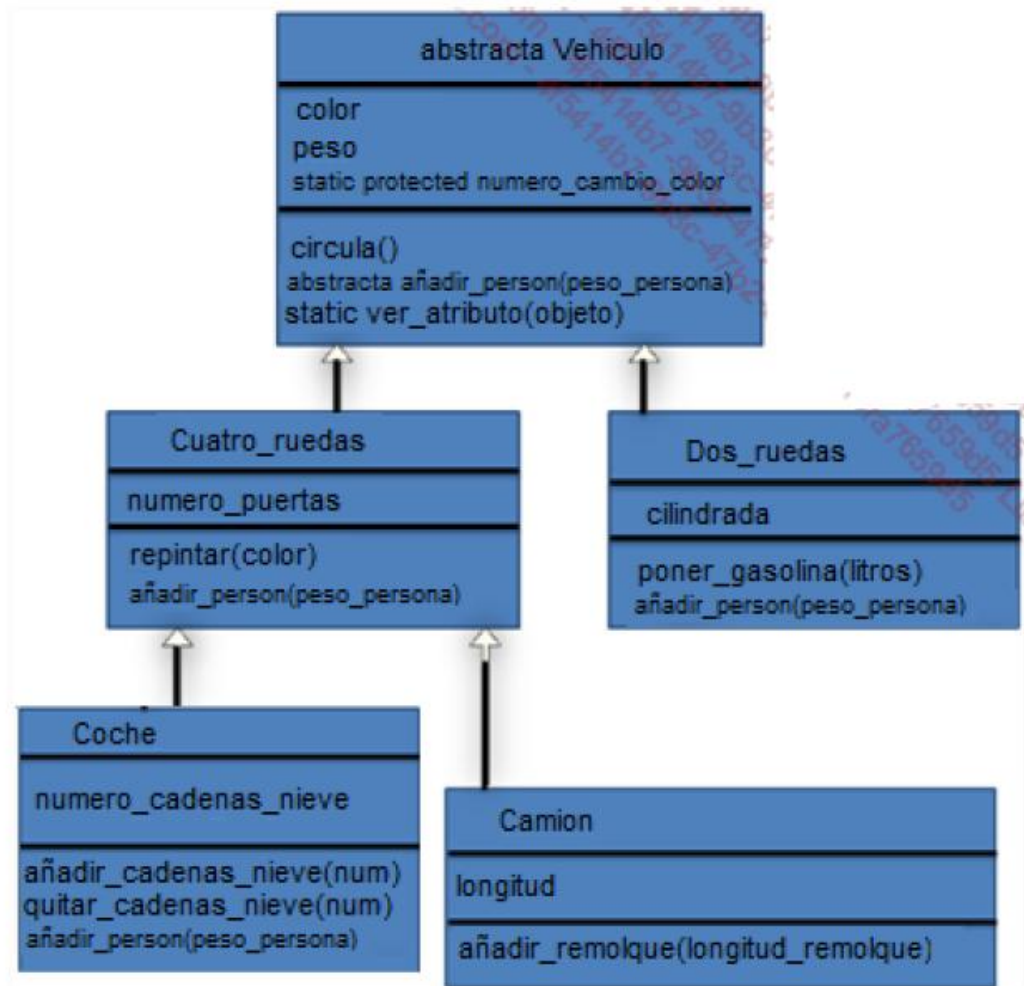 abstracta Vehiculo
color
peso
static protected numero_cambio_color
circula()
abstracta añadir_person(peso_persona)
static ver_atributo(objeto)
Cuatro_ruedas
numero_puertas
repintar(color)
añadir_person(peso_persona)
Dos_ruedas
cilindrada
poner_gasolina(litros)
añadir_person(peso_persona)
Coche
numero_cadenas_nieve
añadir_cadenas_nieve(num)
quitar_cadenas_nieve(num)
añadir_person(peso_persona)
Camion
longitud
añadir_remolque(longitud_remolque)